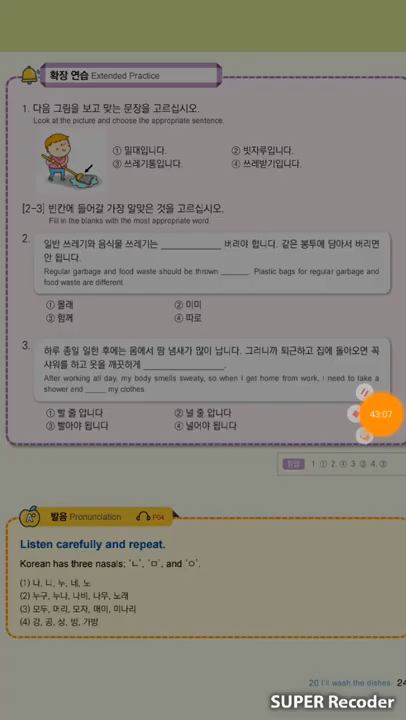 확장 연습 Extended Practice
1. 다음 그림을 보고 맞는 문장을 고르십시오.
Look at the picture and choose the appropriate sentence.
① 밀대입니다. ② 빗자루입니다.
③ 쓰레기통입니다. ④ 쓰레받기입니다.
[2~3] 빈칸에 들어갈 가장 알맞은 것을 고르십시오.
Fill in the blanks with the most appropriate word.
2.
일반 쓰레기와 음식물 쓰레기는 ____________ 버려야 합니다. 같은 봉투에 담아서 버리면
안 됩니다.
Regular garbage and food waste should be thrown ______. Plastic bags for regular garbage and
food waste are different.
① 몰래 ② 이미
③ 함께 ④ 따로
3.
하루 종일 일한 후에는 몸에서 땀 냄새가 많이 납니다. 그러니까 퇴근하고 집에 돌아오면 꼭
샤워를 하고 옷을 깨끗하게 ________________.
After working all day, my body smells sweaty, so when I get home from work, I need to take a
shower and _____ my clothes.
① 빨 줄 압니다 ② 널 줄 압니다
③ 빨아야 됩니다 ④ 널어야 됩니다
43:07
정답 1. ① 2. ④ 3. ③ 4. ③
발음 Pronunciation P-04
Listen carefully and repeat.
Korean has three nasals; 'ㄴ', 'ㅁ', and 'ㅇ'.
(1) 나, 니, 누, 네, 노
(2) 누구, 누나, 나비, 나무, 노래
(3) 모두, 머리, 모자, 매미, 미나리
(4) 강, 공, 상, 방, 가방
20 I'll wash the dishes 24
SUPER Recoder